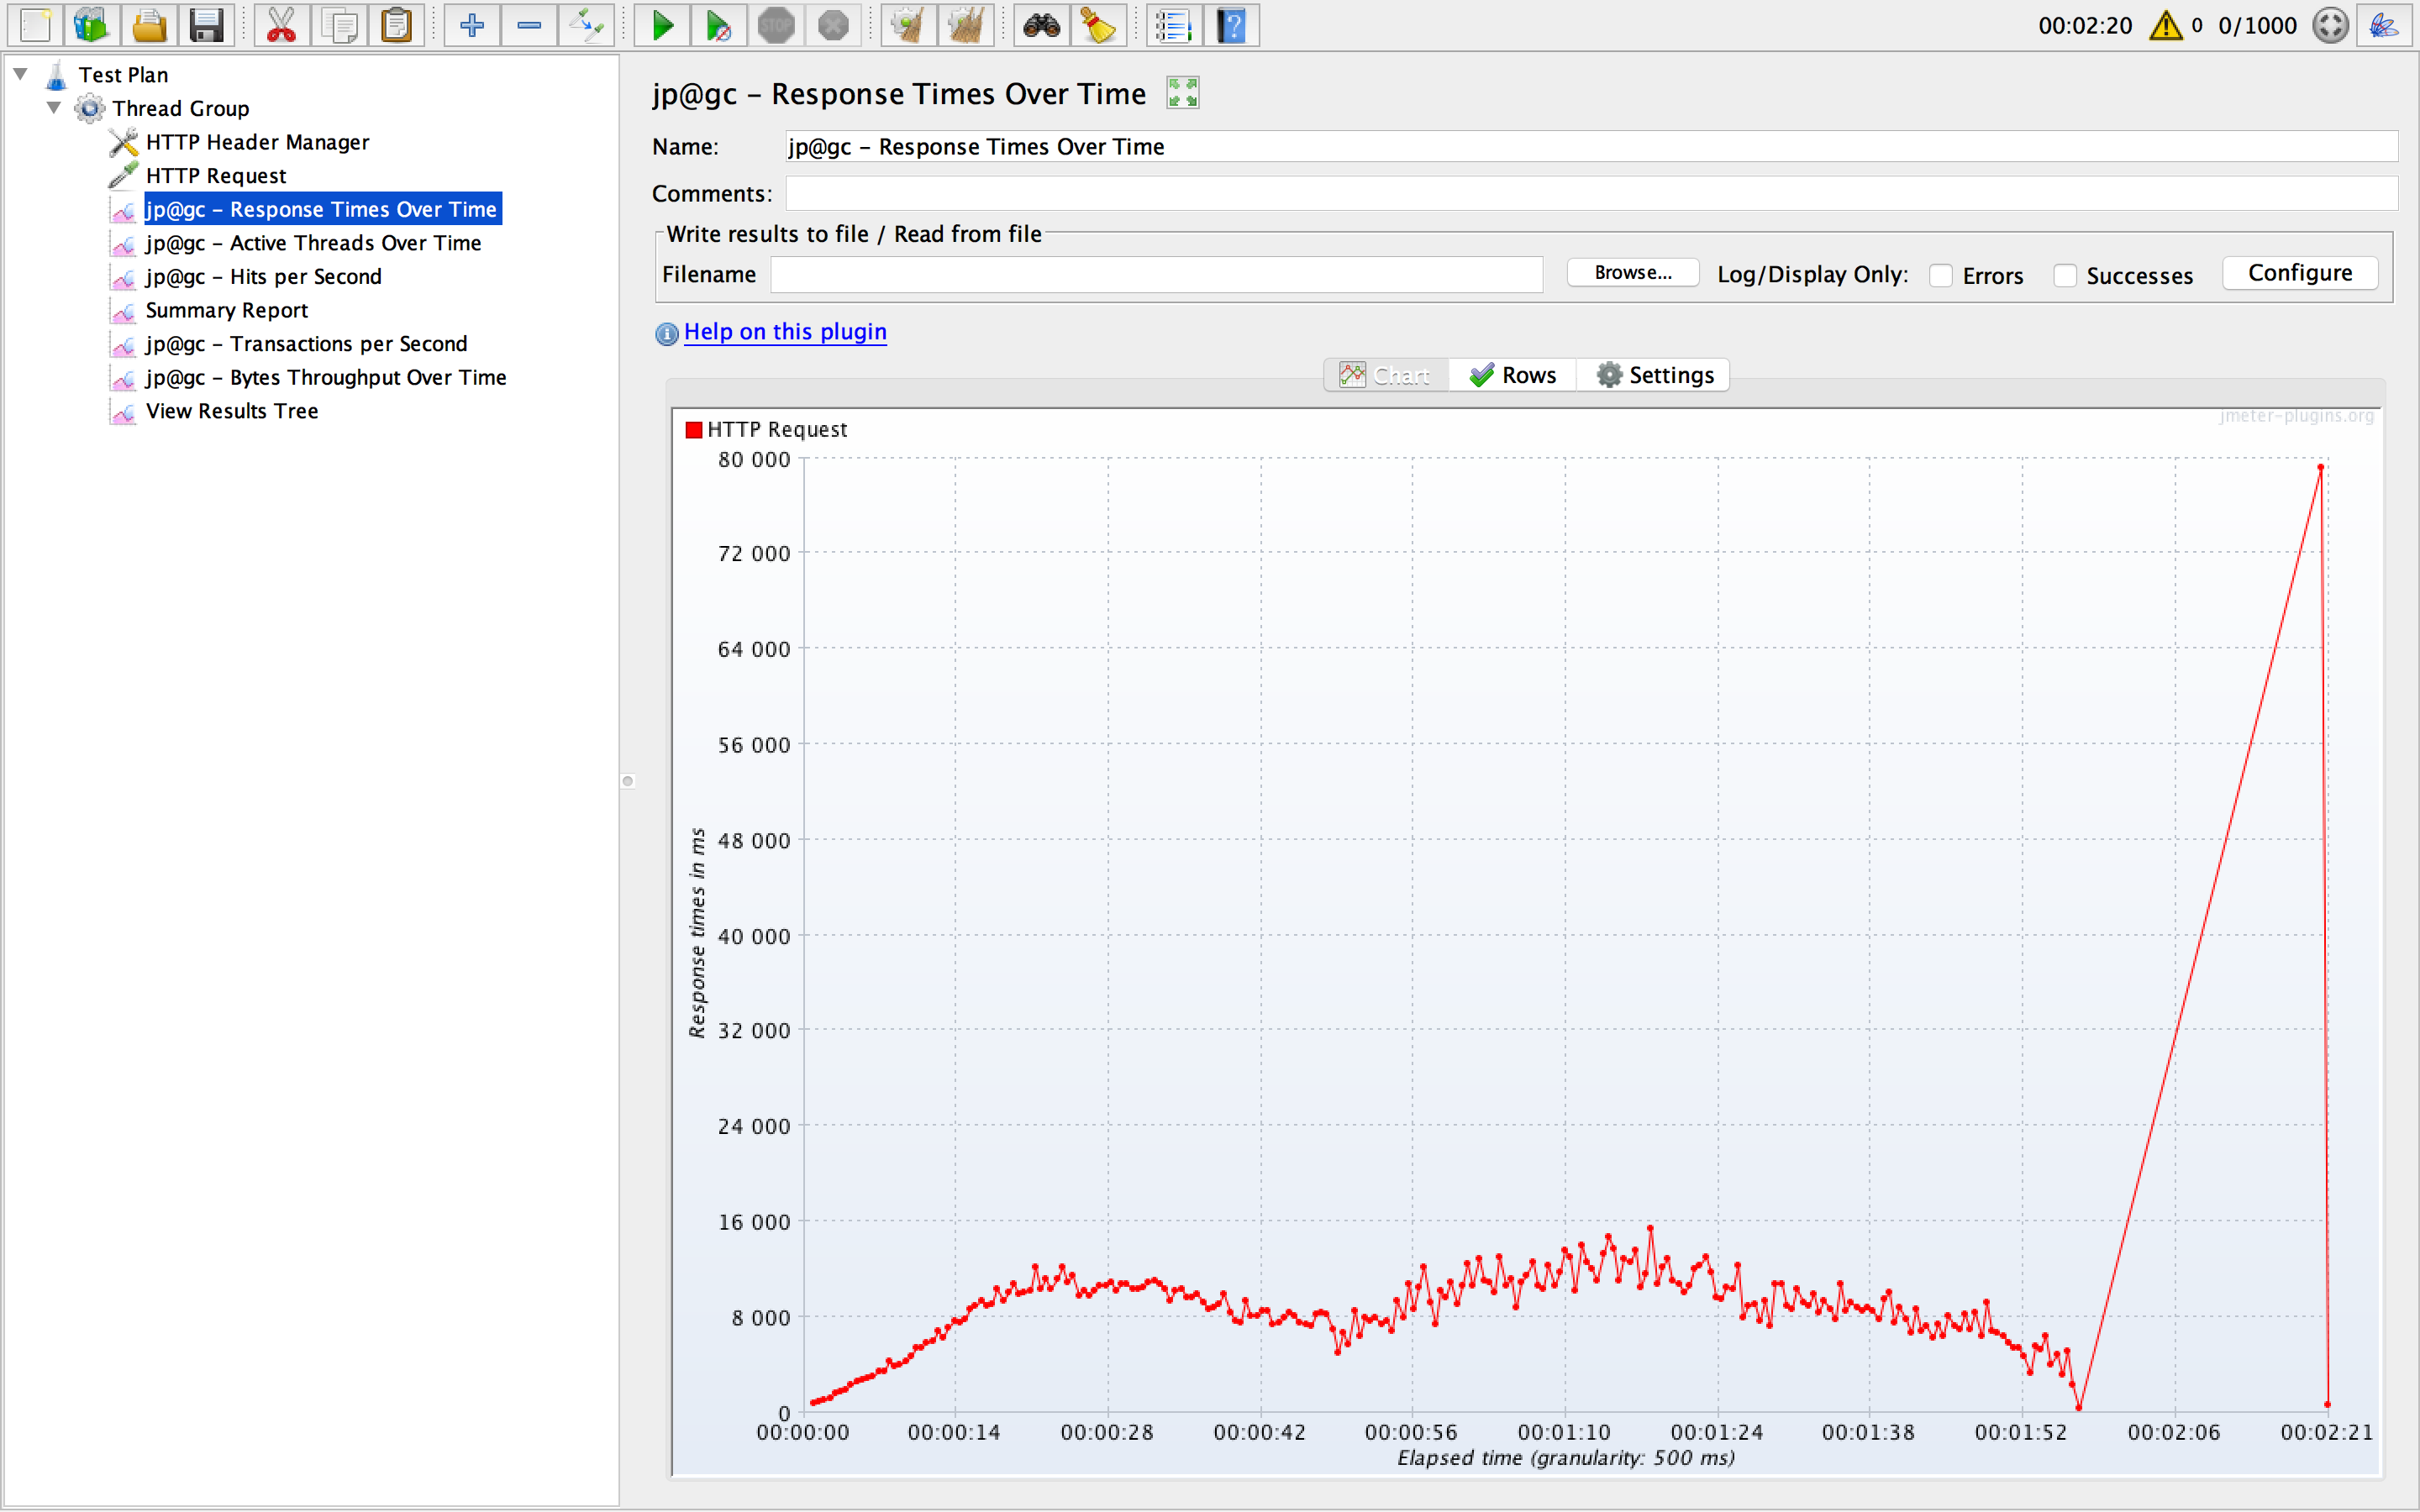 STOP
00:02:20 0 0/1000
Test Plan
Thread Group
HTTP Header Manager
HTTP Request
jp@gc - Response Times Over Time
jp@gc - Active Threads Over Time
jp@gc - Hits per Second
Summary Report
jp@gc - Transactions per Second
jp@gc - Bytes Throughput Over Time
View Results Tree
jp@gc - Response Times Over Time
Name: jp@gc - Response Times Over Time
Comments:
Write results to file / Read from file
Filename Browse... Log/Display Only: Errors Successes Configure
Help on this plugin
Chart Rows Settings
jmeter-plugins.org
HTTP Request
80 000
72 000
64 000
56 000
48 000
40 000
32 000
24 000
16 000
8 000
0
Response times in ms
00:00:00 00:00:14 00:00:28 00:00:42 00:00:56 00:01:10 00:01:24 00:01:38 00:01:52 00:02:06 00:02:21
Elapsed time (granularity: 500 ms)